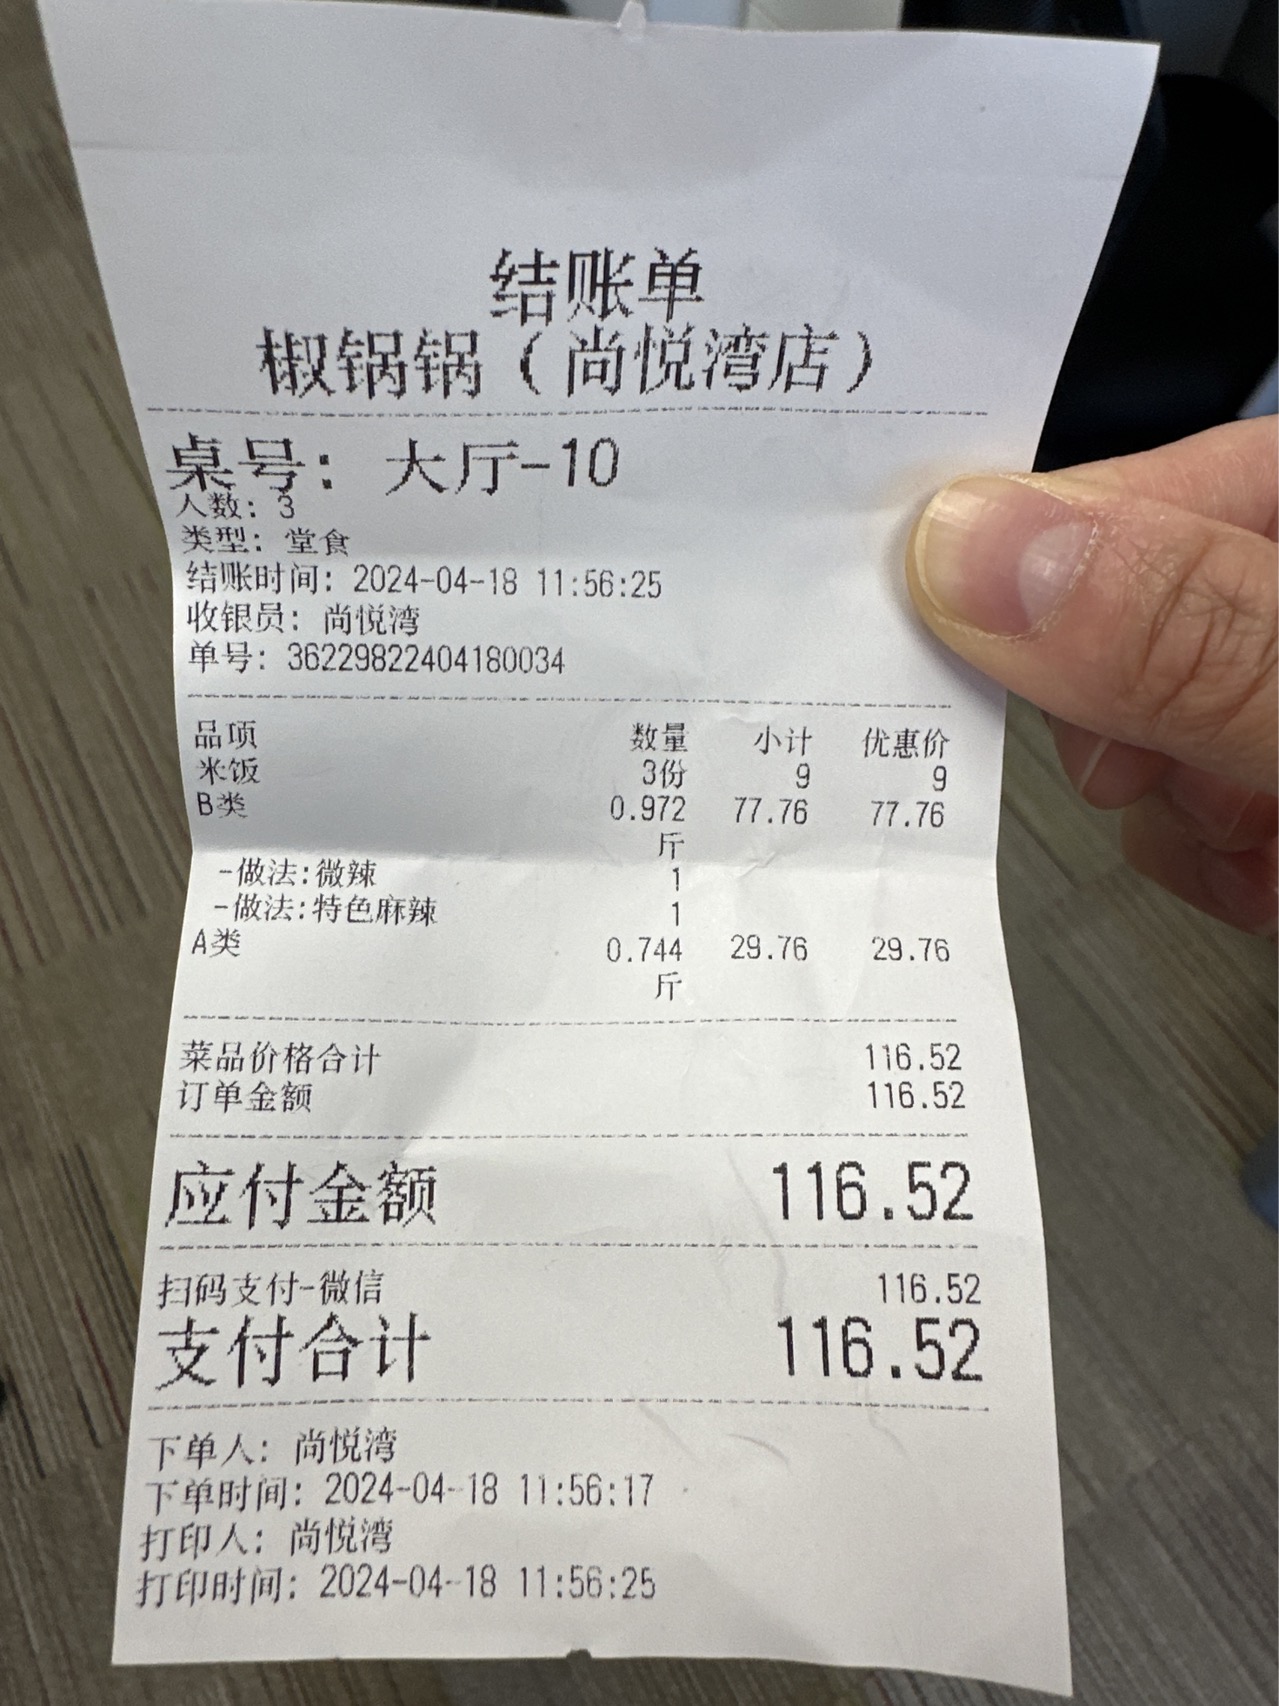 结账单
椒锅锅（尚悦湾店）
桌号：大厅-10
人数：3
类型：堂食
结账时间：2024-04-18 11:56:25
收银员：尚悦湾
单号：36229822404180034
品项 数量 小计 优惠价
米饭 3份 9 9
B类 0.972 77.76 77.76
斤
-做法:微辣 1
-做法:特色麻辣 1
A类 0.744 29.76 29.76
斤
菜品价格合计 116.52
订单金额 116.52
应付金额 116.52
扫码支付-微信 116.52
支付合计 116.52
下单人：尚悦湾
下单时间：2024-04-18 11:56:17
打印人：尚悦湾
打印时间：2024-04-18 11:56:25